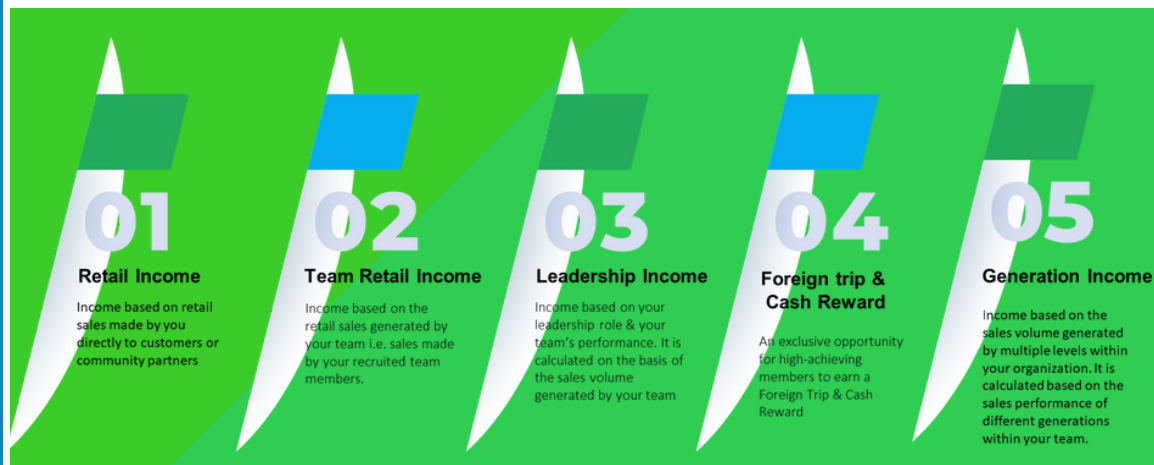 01
Retail Income
Income based on retail
sales made by you
directly to customers or
community partners
02
Team Retail Income
Income based on the
retail sales generated by
your team i.e. sales made
by your recruited team
members.
03
Leadership Income
Income based on your
leadership role & your
team's performance. It is
calculated on the basis of
the sales volume
generated by your team
04
Foreign trip &
Cash Reward
An exclusive opportunity
for high-achieving
members to earn a
Foreign Trip & Cash
Reward
05
Generation Income
Income based on the
sales volume generated
by multiple levels within
your organization. It is
calculated based on the
sales performance of
different generations
within your team.